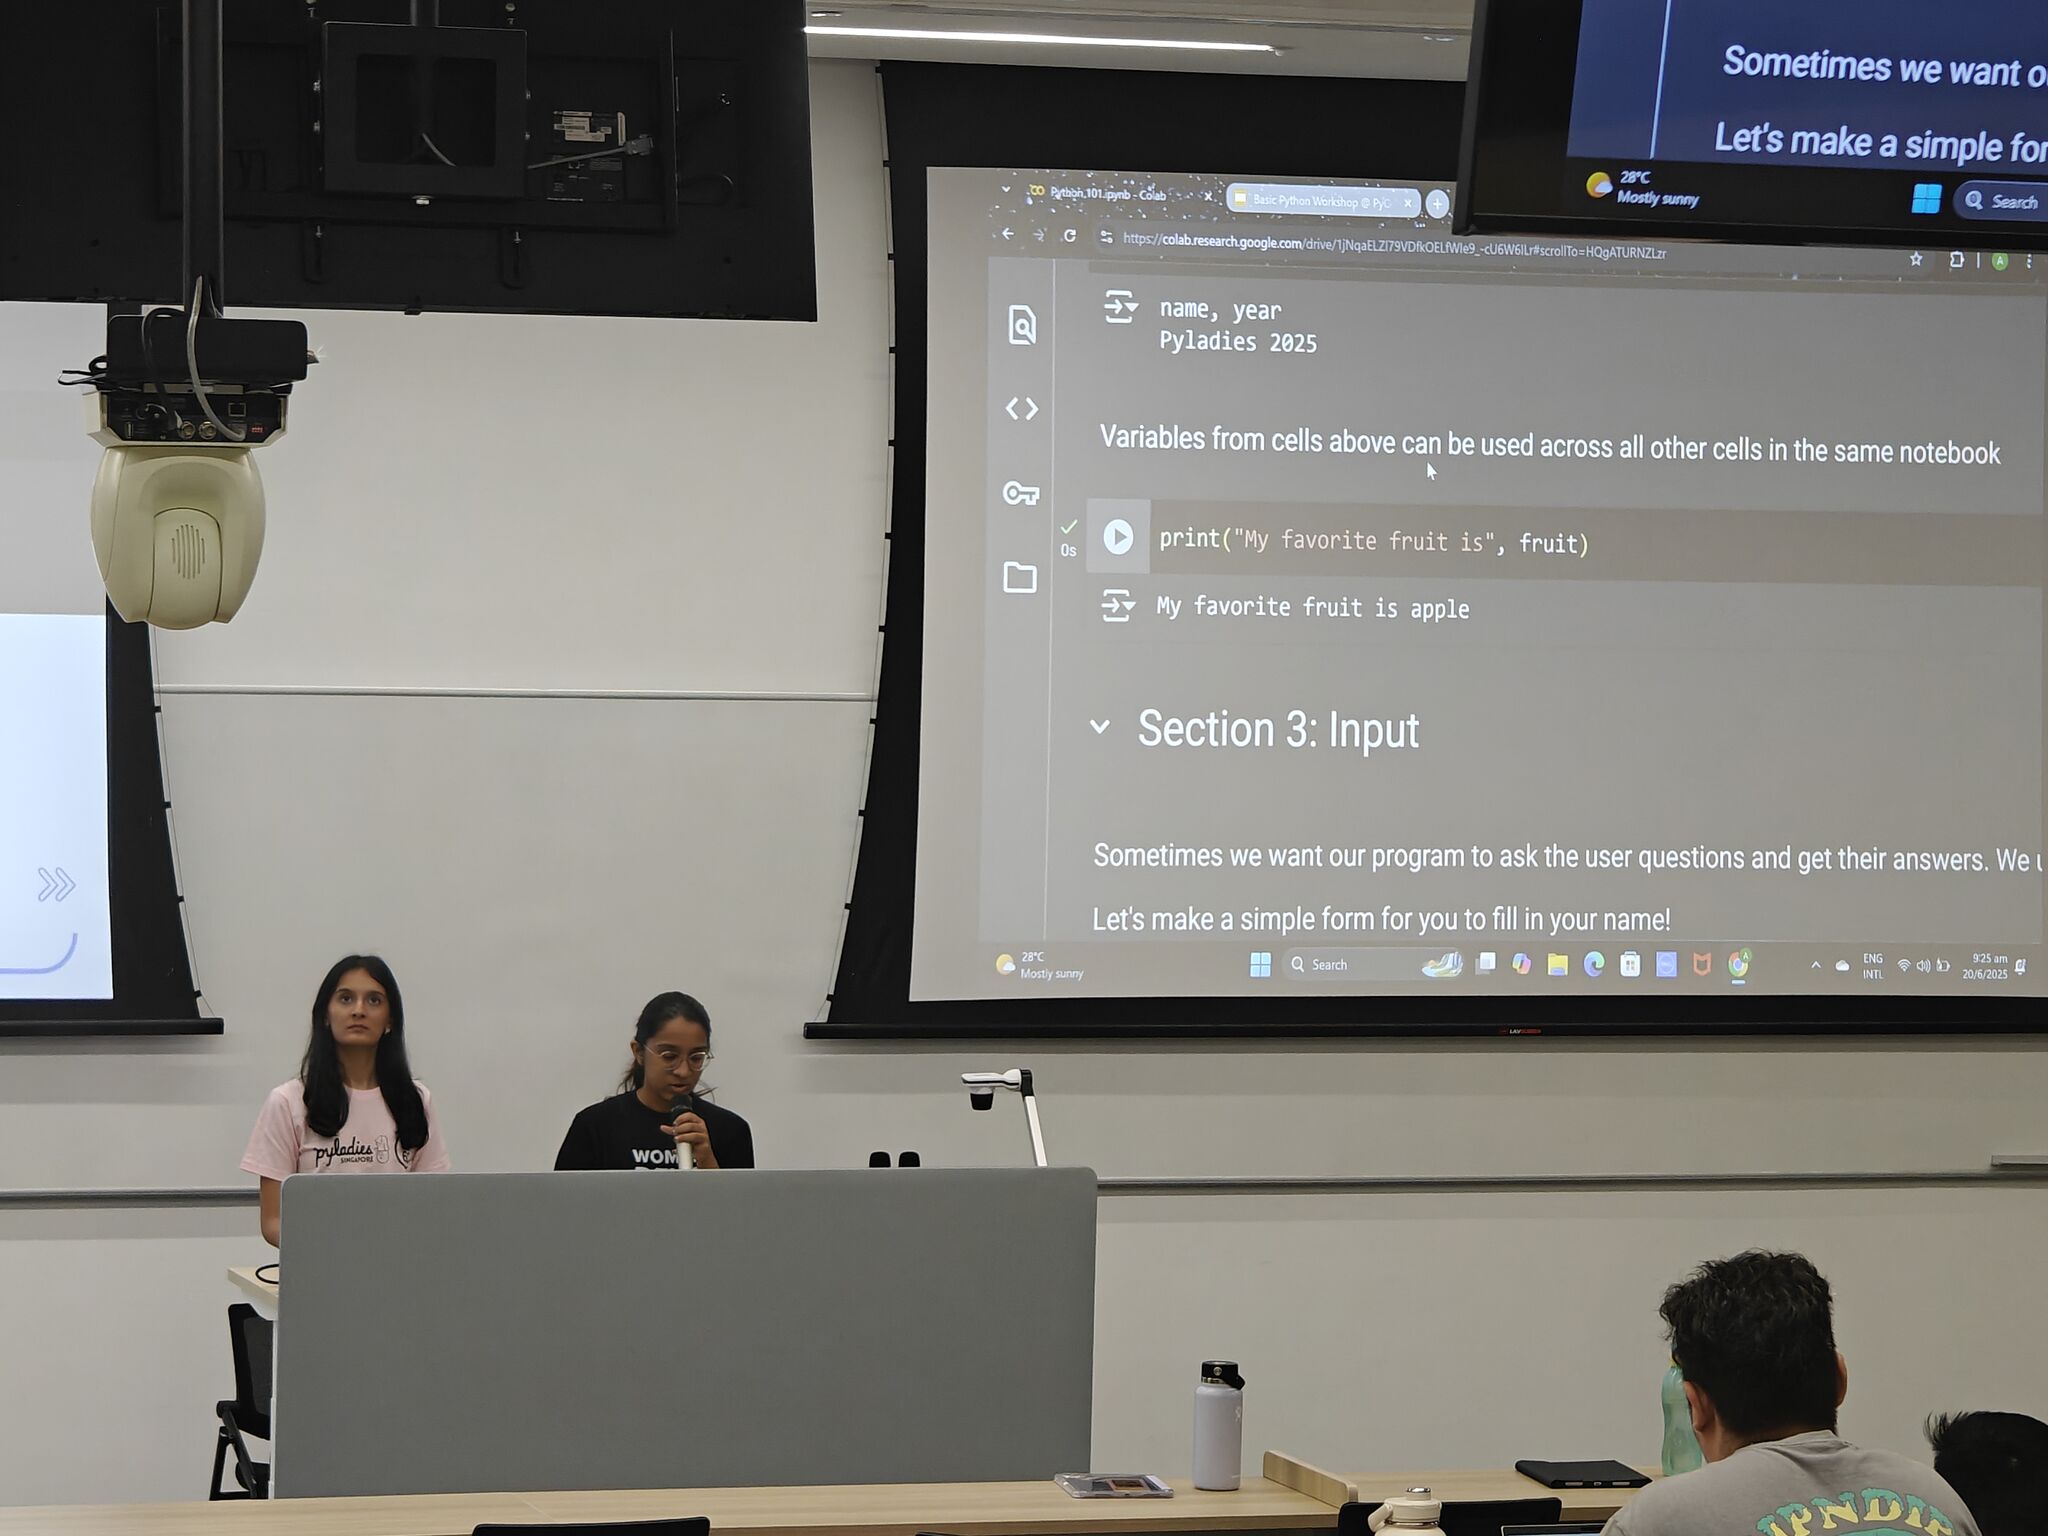 Sometimes we want
Let's make a simple
28°C
Mostly sunny
Search
Python 101.ipynb - Colab
Basic Python Workshop @ PyC
https://colab.research.google.com/drive/1jNqaELZI79VDfkOELfWIe9_-cU6W6ILr#scrollTo=HQgATURNZLzr
A
name, year
Pyladies 2025
Variables from cells above can be used across all other cells in the same notebook
0s
print("My favorite fruit is", fruit)
My favorite fruit is apple
Section 3: Input
Sometimes we want our program to ask the user questions and get their answers. We
Let's make a simple form for you to fill in your name!
28°C
Mostly sunny
Search
ENG
INTL
9:25 am
20/6/2025
pyladies
SINGAPORE